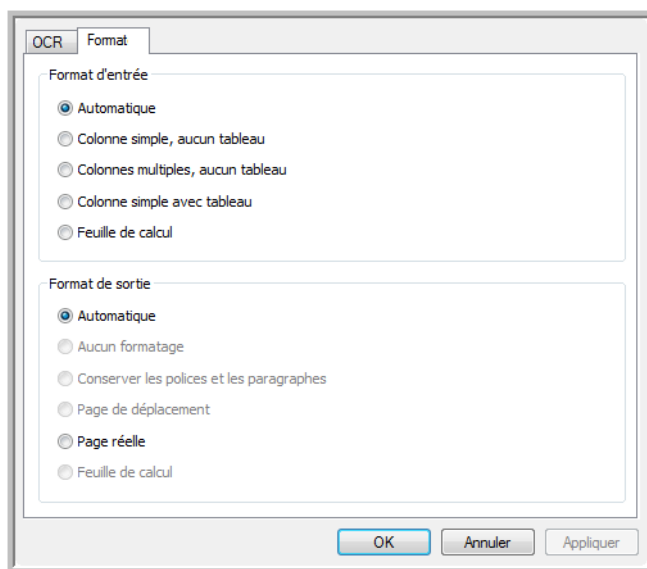 OCR
Format
Format d'entrée
Automatique
Colonne simple, aucun tableau
Colonnes multiples, aucun tableau
Colonne simple avec tableau
Feuille de calcul
Format de sortie
Automatique
Aucun formatage
Conserver les polices et les paragraphes
Page de déplacement
Page réelle
Feuille de calcul
OK
Annuler
Appliquer